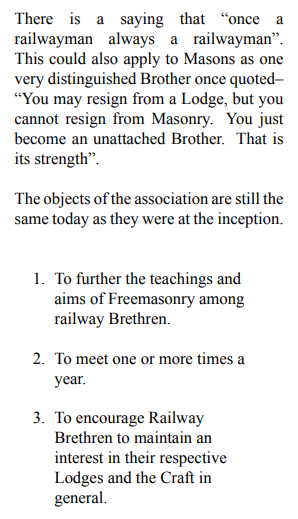 There is a saying that “once a
railwayman always a railwayman”.
This could also apply to Masons as one
very distinguished Brother once quoted–
“You may resign from a Lodge, but you
cannot resign from Masonry. You just
become an unattached Brother. That is
its strength”.
The objects of the association are still the
same today as they were at the inception.
1. To further the teachings and
aims of Freemasonry among
railway Brethren.
2. To meet one or more times a
year.
3. To encourage Railway
Brethren to maintain an
interest in their respective
Lodges and the Craft in
general.